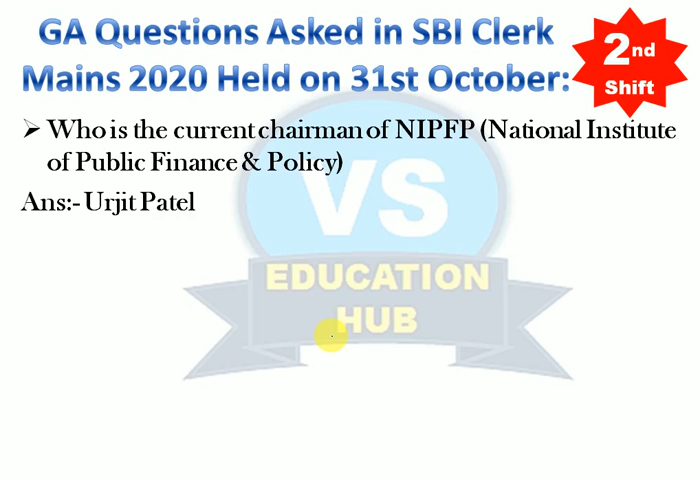 GA Questions Asked in SBI Clerk
Mains 2020 Held on 31st October:
2nd
Shift
➢ Who is the current chairman of NIPFP (National Institute
of Public Finance & Policy)
Ans:- Urjit Patel
VS
EDUCATION
HUB